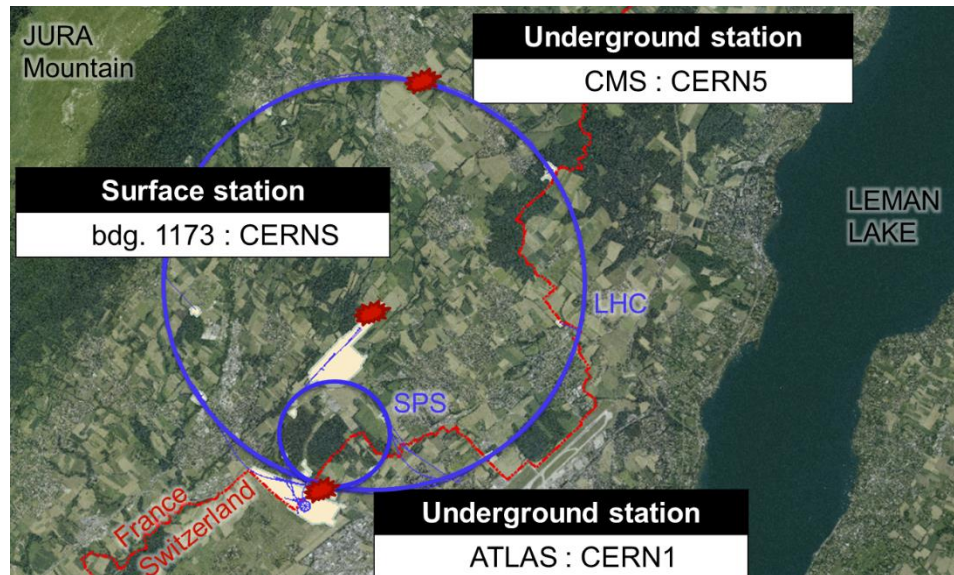 JURA
Mountain
Underground station
CMS : CERN5
Surface station
bdg. 1173 : CERNS
LEMAN
LAKE
LHC
SPS
France
Switzerland
Underground station
ATLAS : CERN1